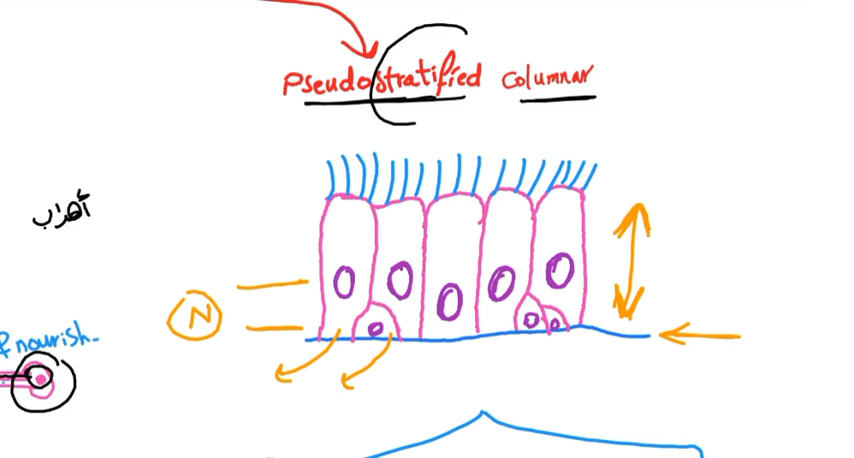 Pseudostratified Columnar
أهداب
N
nourish.